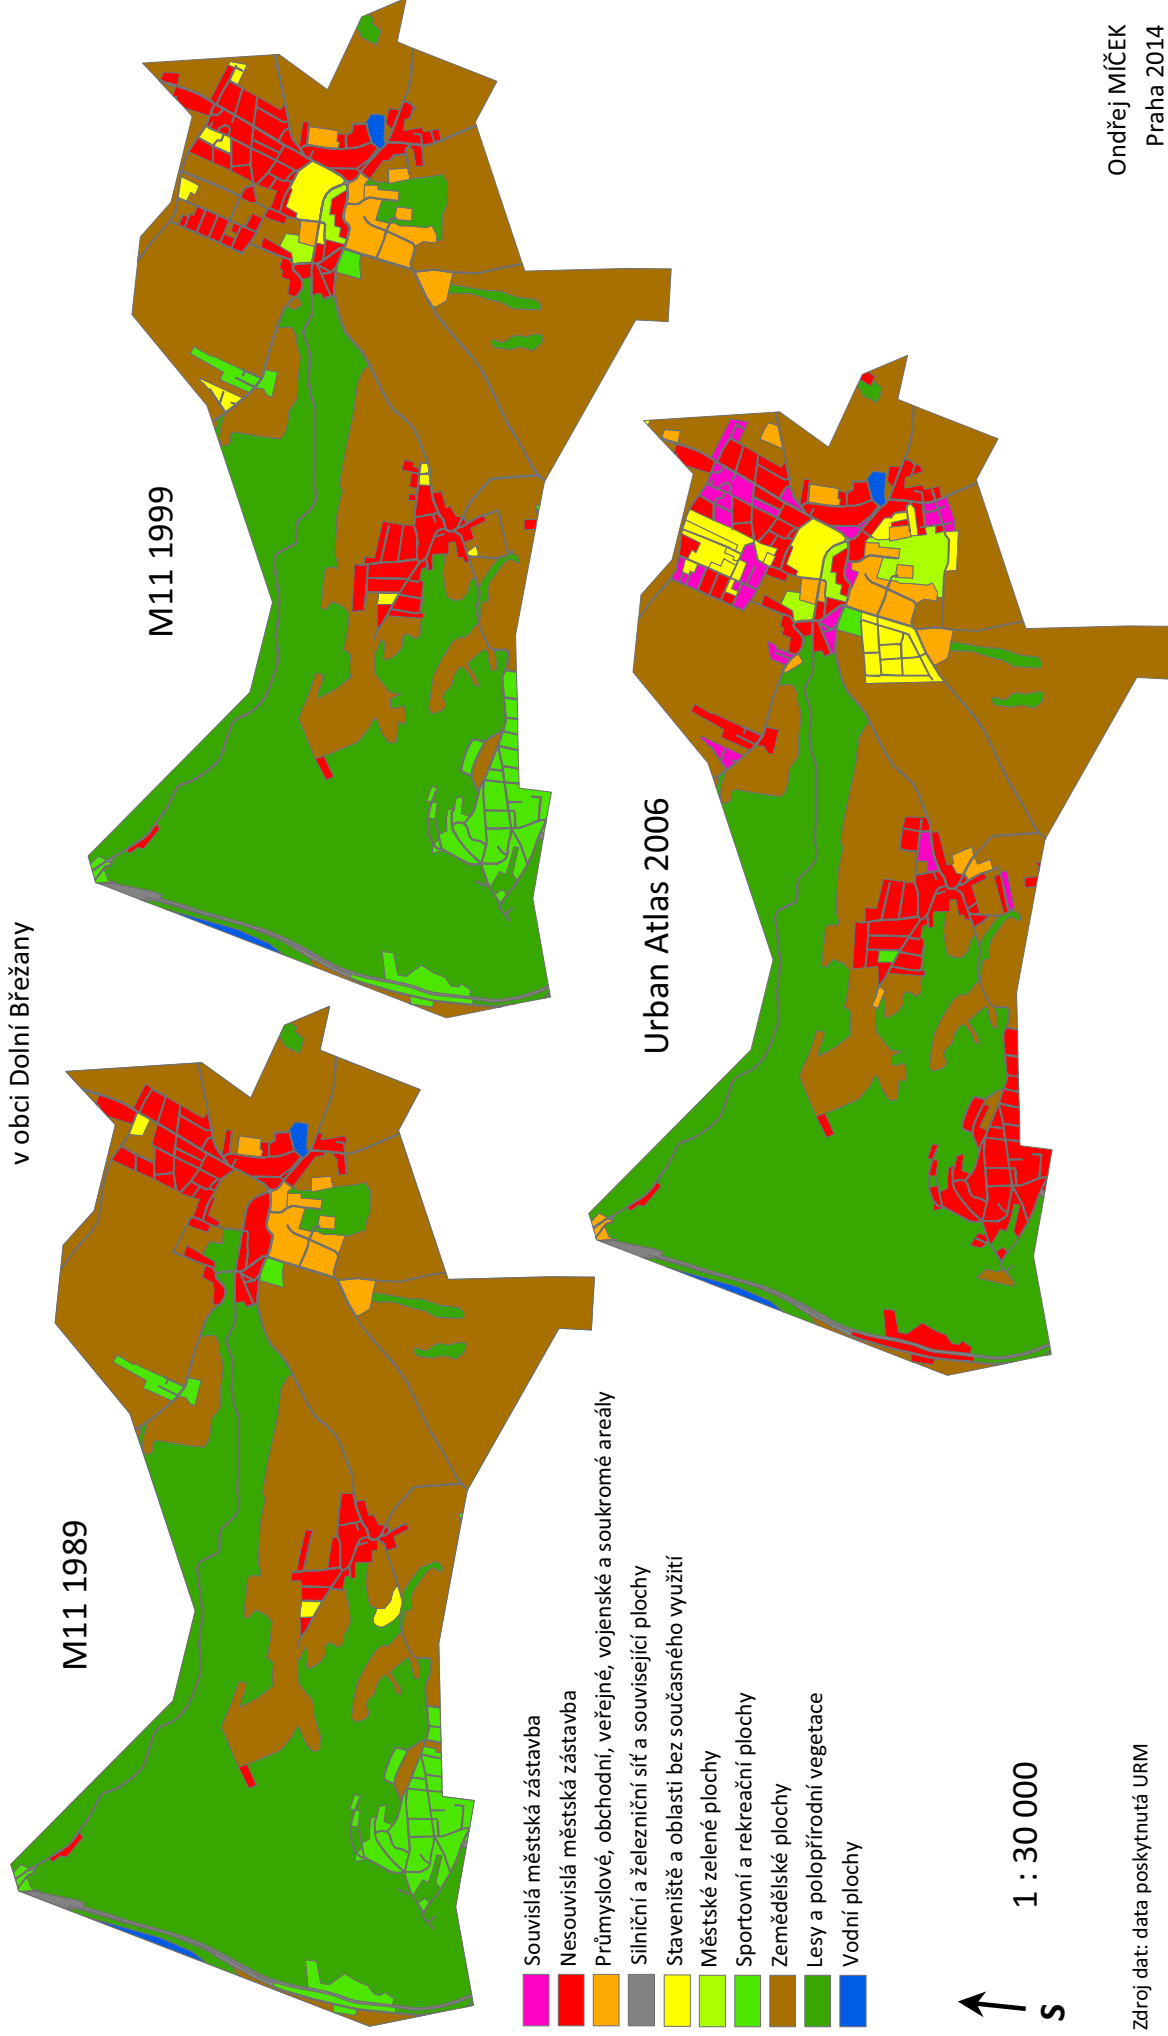 v obci Dolní Břežany
M11 1989
M11 1999
Urban Atlas 2006
Souvislá městská zástavba
Nesouvislá městská zástavba
Průmyslové, obchodní, veřejné, vojenské a soukromé areály
Silniční a železniční síť a související plochy
Staveniště a oblasti bez současného využití
Městské zelené plochy
Sportovní a rekreační plochy
Zemědělské plochy
Lesy a polopřírodní vegetace
Vodní plochy
S
1 : 30 000
Zdroj dat: data poskytnutá URM
Ondřej MÍČEK
Praha 2014